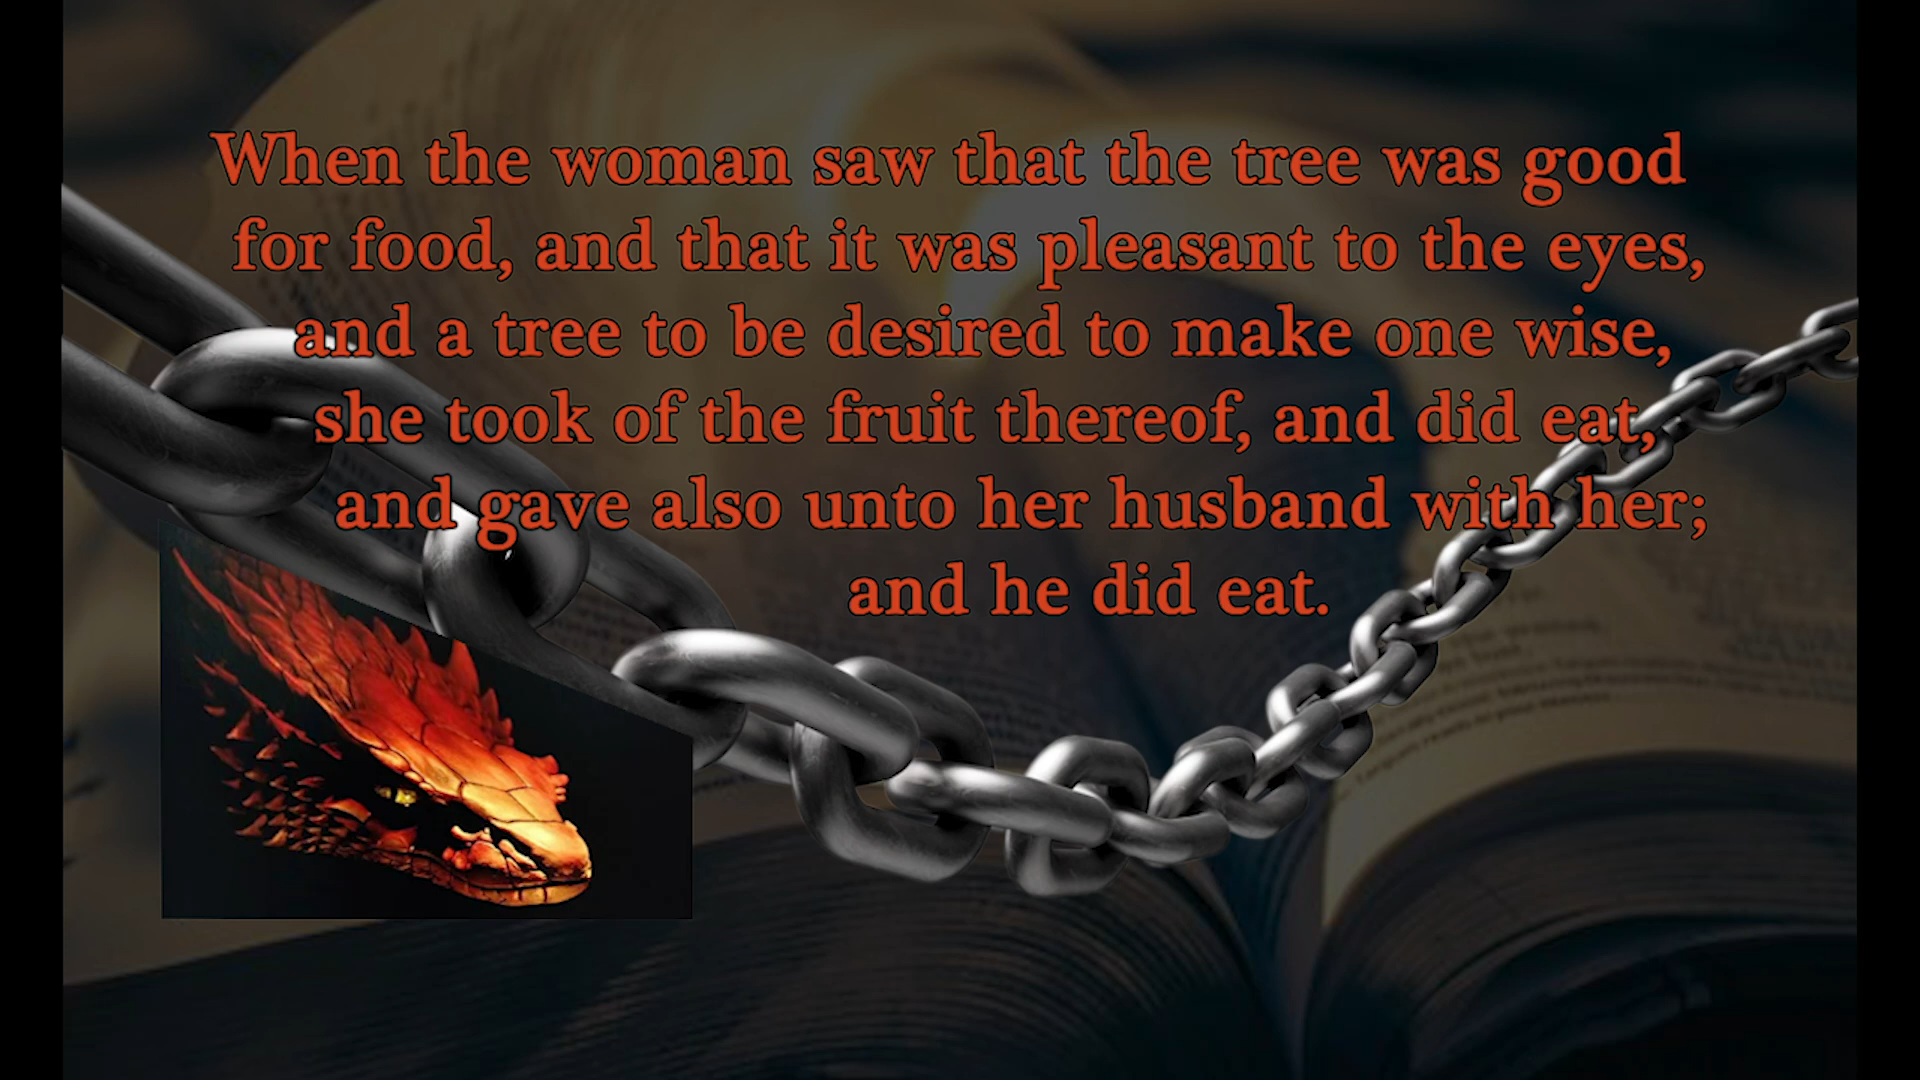 When the woman saw that the tree was good
for food, and that it was pleasant to the eyes,
and a tree to be desired to make one wise,
she took of the fruit thereof, and did eat,
and gave also unto her husband with her;
and he did eat.